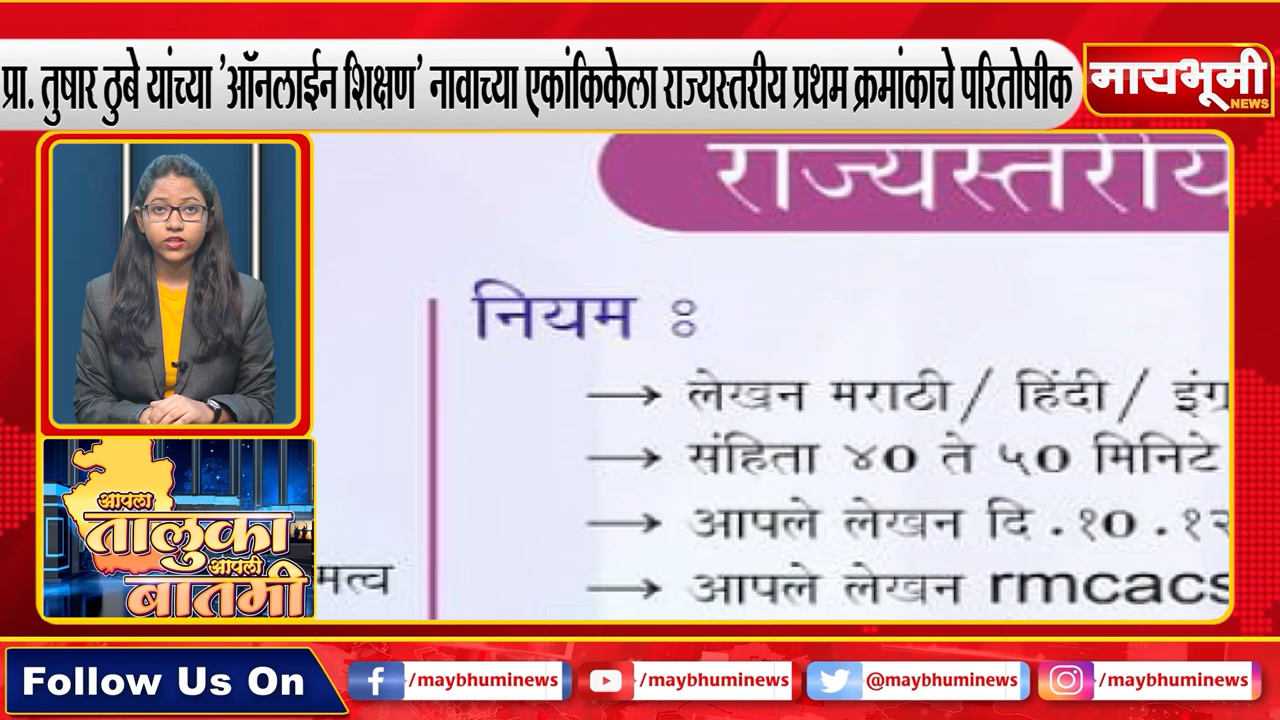 प्रा. तुषार ठुबे यांच्या 'ऑनलाईन शिक्षण' नावाच्या एकांकिकेला राज्यस्तरीय प्रथम क्रमांकाचे परितोषीक
मायभूमी
NEWS
राज्यस्तरीय
नियम :
→ लेखन मराठी / हिंदी / इंग्र
→ संहिता ४० ते ५० मिनिटे
→ आपले लेखन दि .१० .१२
→ आपले लेखन rmcacs
मत्व
आपला
तालुका
आपली
बातमी
Follow Us On
/maybhuminews
/maybhuminews
@maybhuminews
/maybhuminews